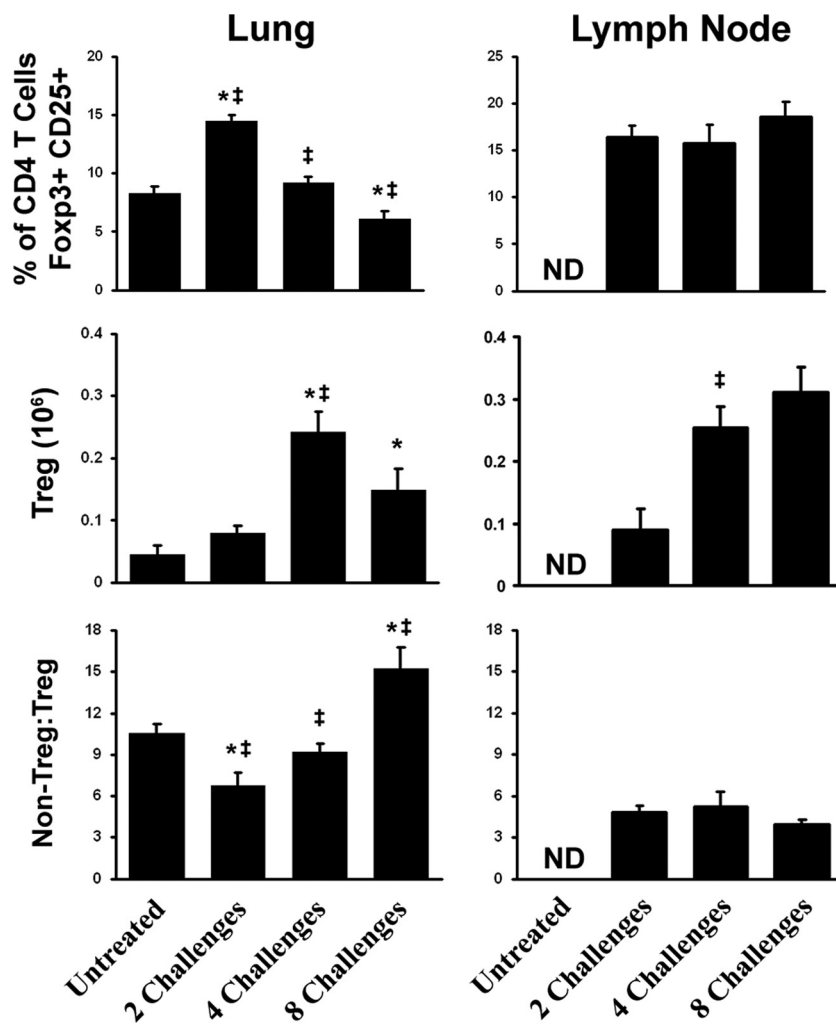 Lung
Lymph Node
% of CD4 T Cells
Foxp3+ CD25+
20
15
10
5
0
*‡
‡
*‡
25
20
15
10
5
0
ND
Treg (10⁶)
0.4
0.3
0.2
0.1
0
*‡
*
0.4
0.3
0.2
0.1
0
ND
‡
Non-Treg:Treg
18
15
12
9
6
3
0
*‡
‡
*‡
18
15
12
9
6
3
0
ND
Untreated
2 Challenges
4 Challenges
8 Challenges
Untreated
2 Challenges
4 Challenges
8 Challenges